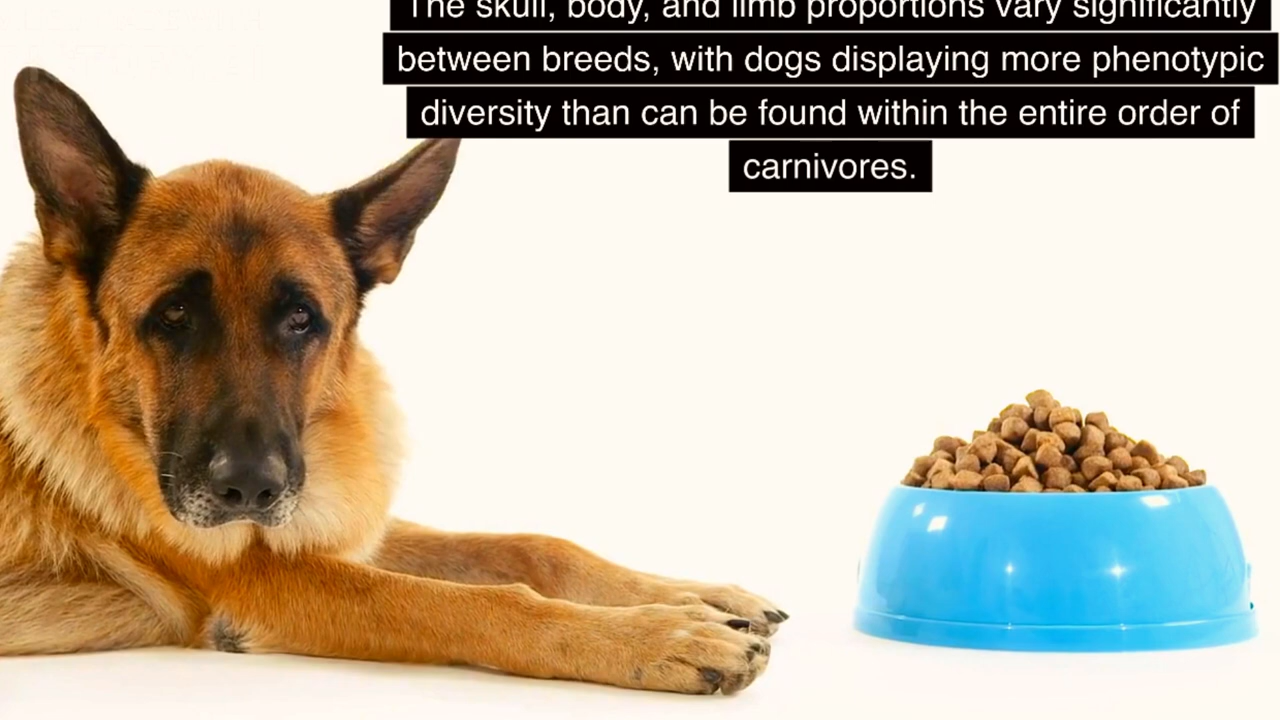 The skull, body, and limb proportions vary significantly
between breeds, with dogs displaying more phenotypic
diversity than can be found within the entire order of
carnivores.